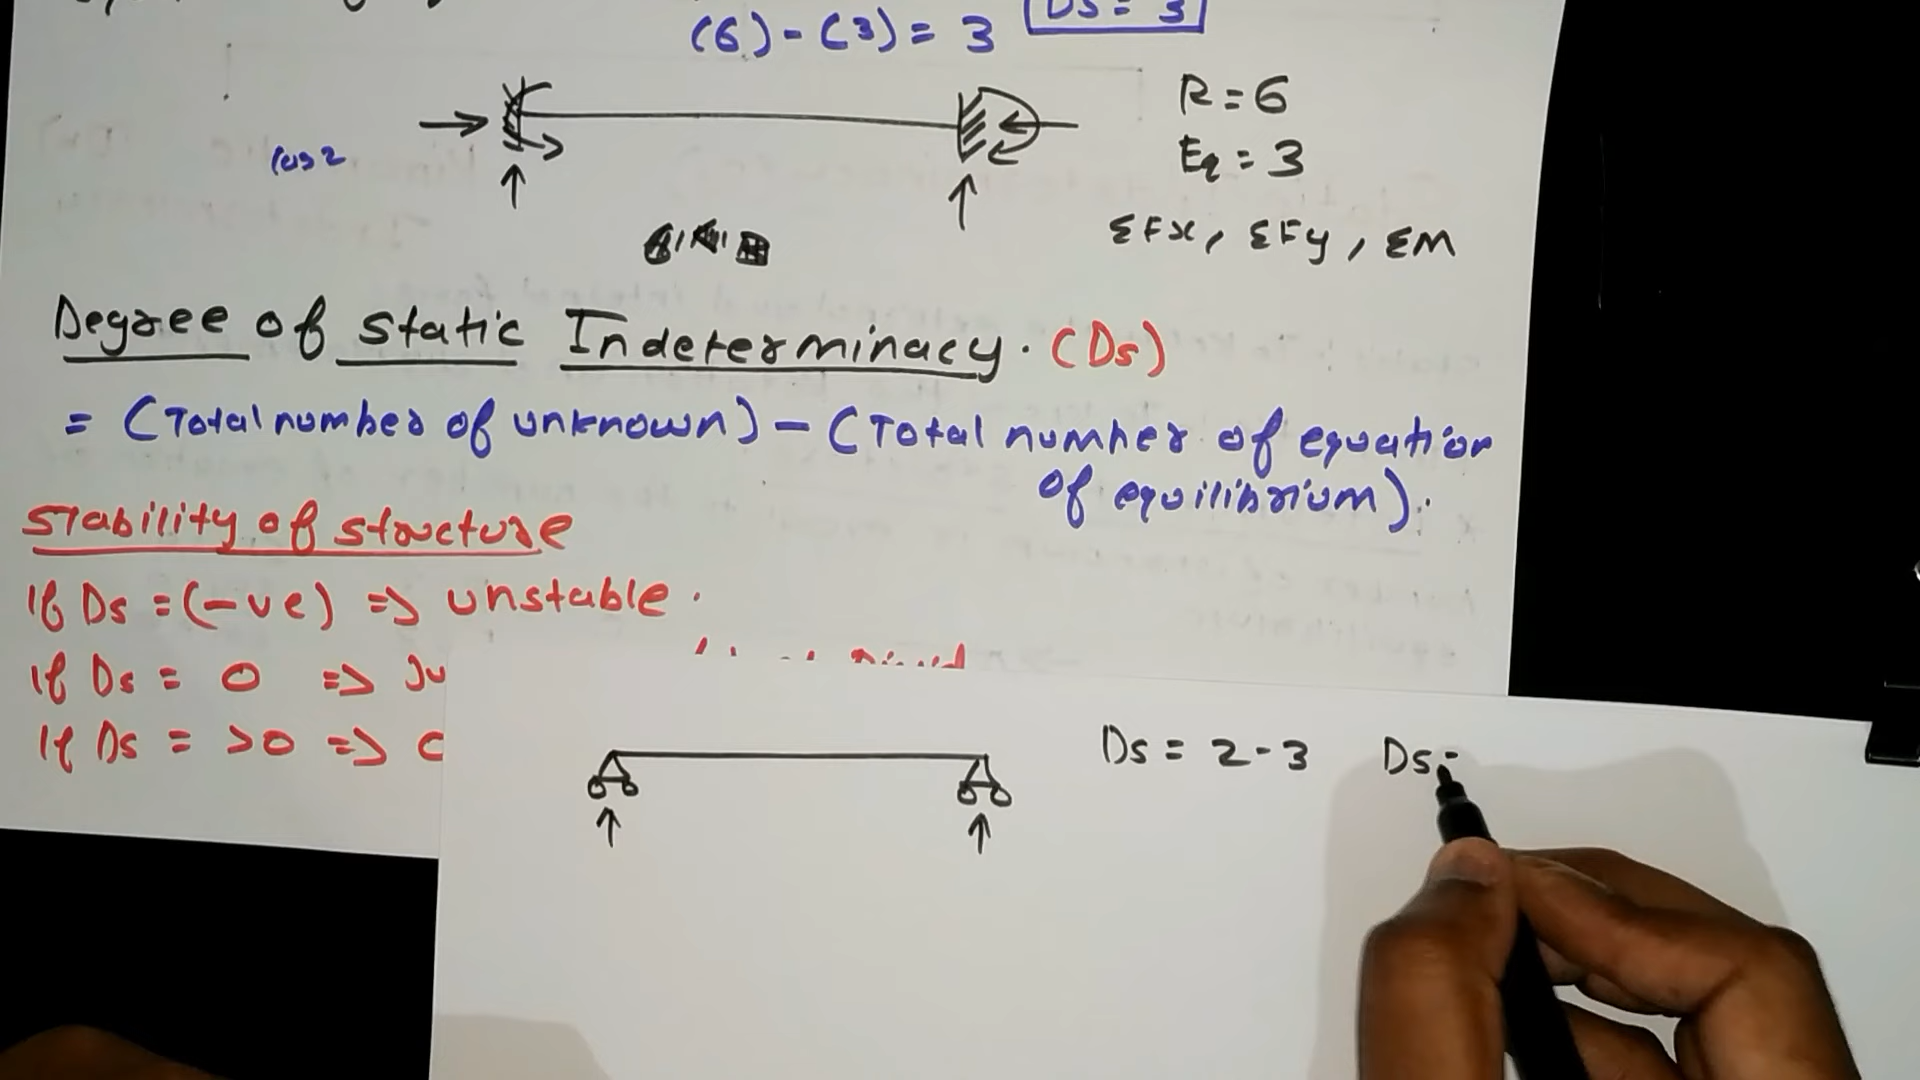 Ds = 3
(6) - (3) = 3
R = 6
Eq = 3
ΣFx, ΣFy, ΣM
Degree of static Indeterminacy. (Ds)
= (Total number of unknown) - (Total number of equation
of equilibrium).
Stability of structure
If Ds = (-ve) => unstable.
If Ds = 0 =>
If Ds = >0 =>
Ds = 2 - 3 Ds =